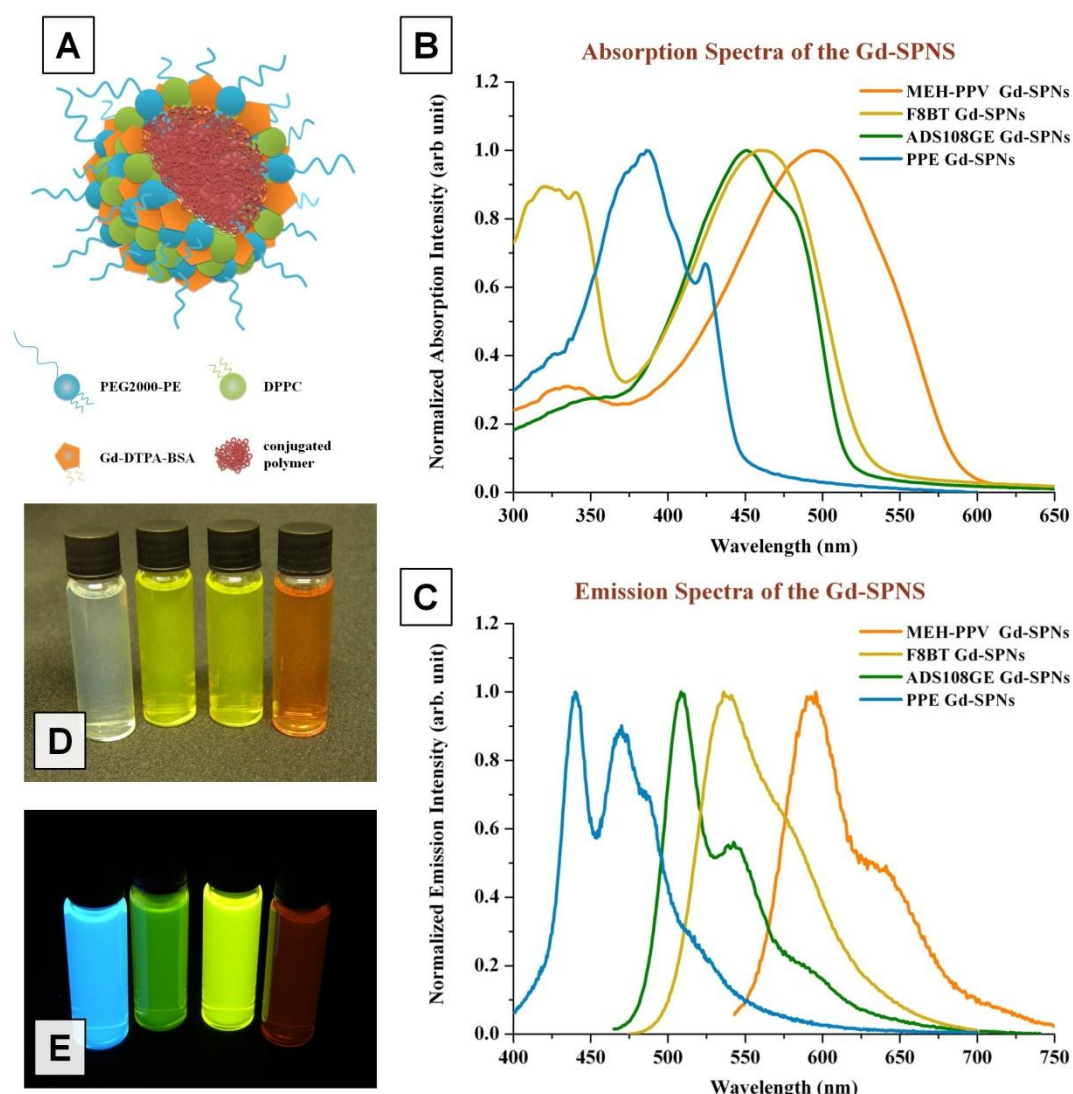 A
PEG2000-PE
DPPC
Gd-DTPA-BSA
conjugated
polymer
B
Absorption Spectra of the Gd-SPNS
MEH-PPV Gd-SPNs
F8BT Gd-SPNs
ADS108GE Gd-SPNs
PPE Gd-SPNs
Normalized Absorption Intensity (arb unit)
1.2
1.0
0.8
0.6
0.4
0.2
0.0
300 350 400 450 500 550 600 650
Wavelength (nm)
C
Emission Spectra of the Gd-SPNS
MEH-PPV Gd-SPNs
F8BT Gd-SPNs
ADS108GE Gd-SPNs
PPE Gd-SPNs
Normalized Emission Intensity (arb. unit)
1.2
1.0
0.8
0.6
0.4
0.2
0.0
400 450 500 550 600 650 700 750
Wavelength (nm)
D
E